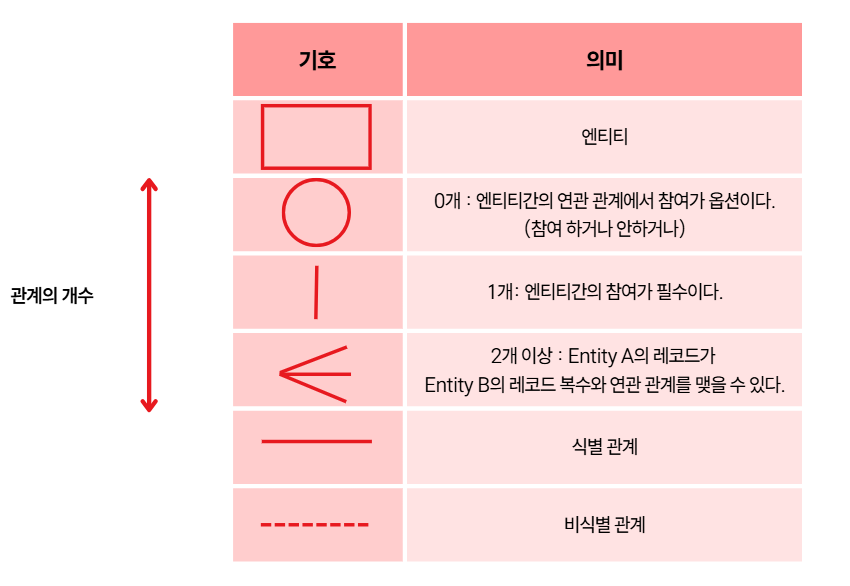 기호
의미
엔티티
0개 : 엔티티간의 연관 관계에서 참여가 옵션이다.
(참여 하거나 안하거나)
관계의 개수
1개: 엔티티간의 참여가 필수이다.
2개 이상 : Entity A의 레코드가
Entity B의 레코드 복수와 연관 관계를 맺을 수 있다.
식별 관계
비식별 관계